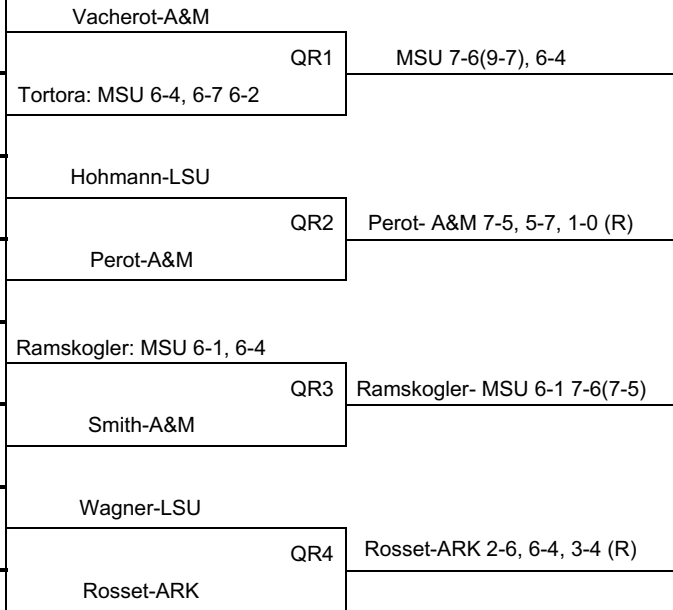 Vacherot-A&M
QR1
MSU 7-6(9-7), 6-4
Tortora: MSU 6-4, 6-7 6-2
Hohmann-LSU
QR2
Perot- A&M 7-5, 5-7, 1-0 (R)
Perot-A&M
Ramskogler: MSU 6-1, 6-4
QR3
Ramskogler- MSU 6-1 7-6(7-5)
Smith-A&M
Wagner-LSU
QR4
Rosset-ARK 2-6, 6-4, 3-4 (R)
Rosset-ARK